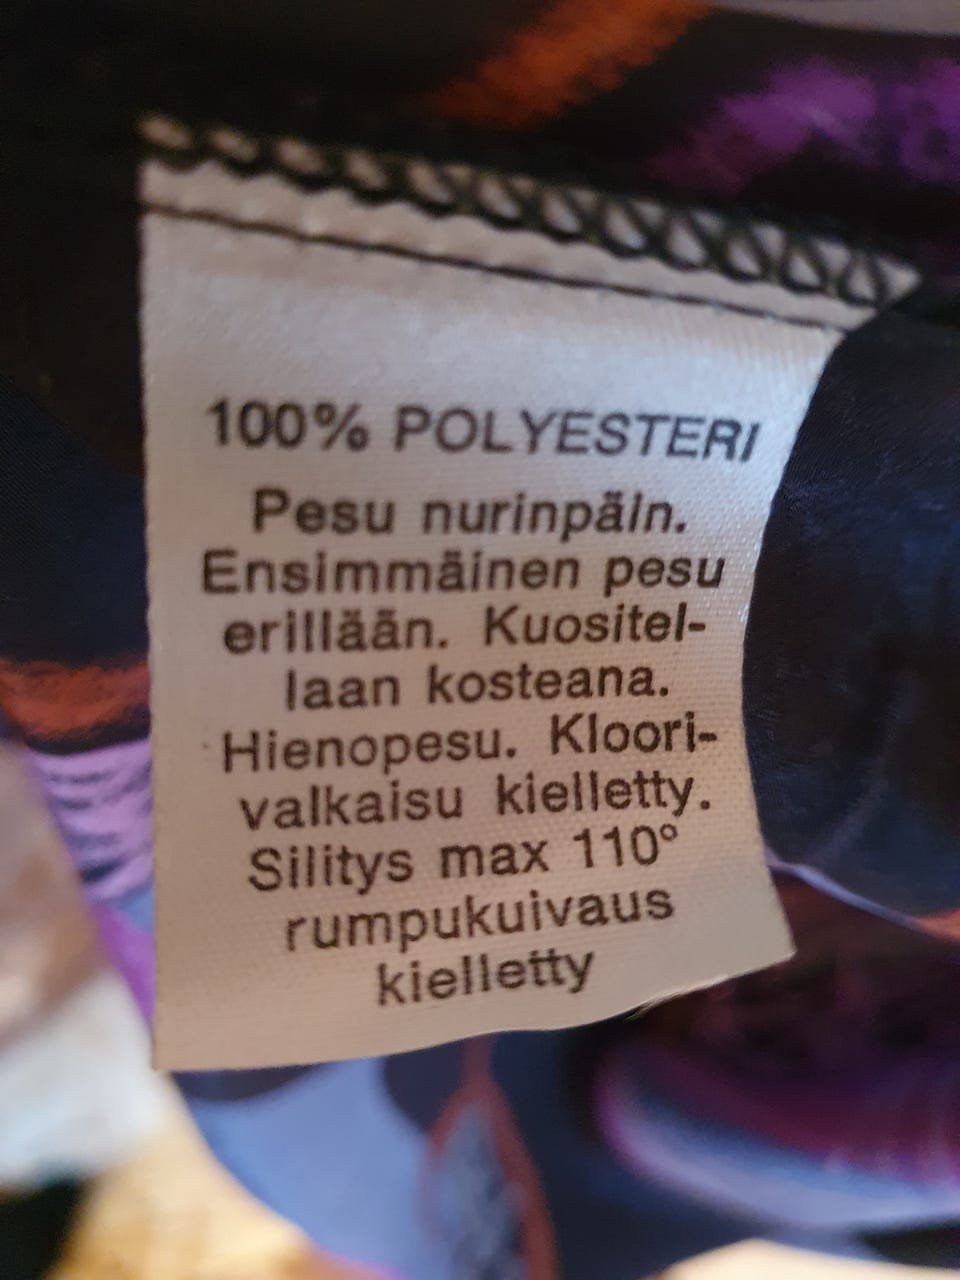 100% POLYESTERI
Pesu nurinpäin.
Ensimmäinen pesu
erillään. Kuositel-
laan kosteana.
Hienopesu. Kloori-
valkaisu kielletty.
Silitys max 110°
rumpukuivaus
kielletty